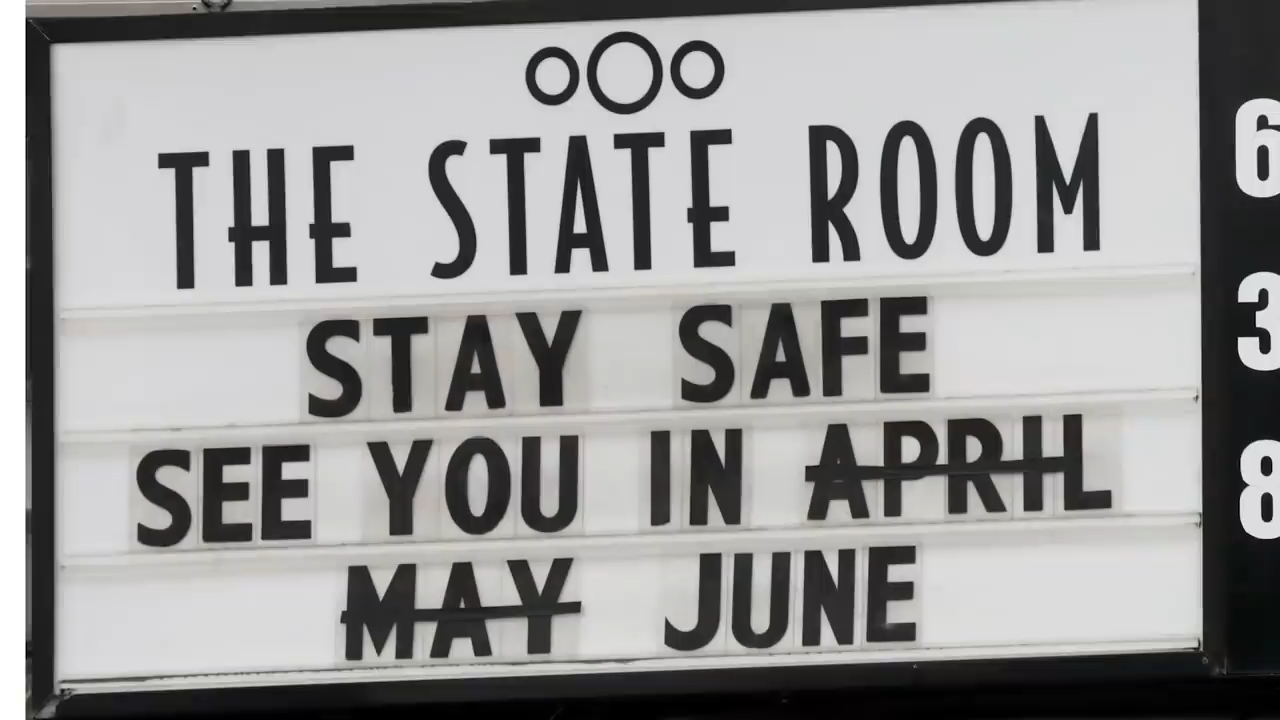 THE STATE ROOM
STAY SAFE
SEE YOU IN APRIL
MAY JUNE
6
3
8